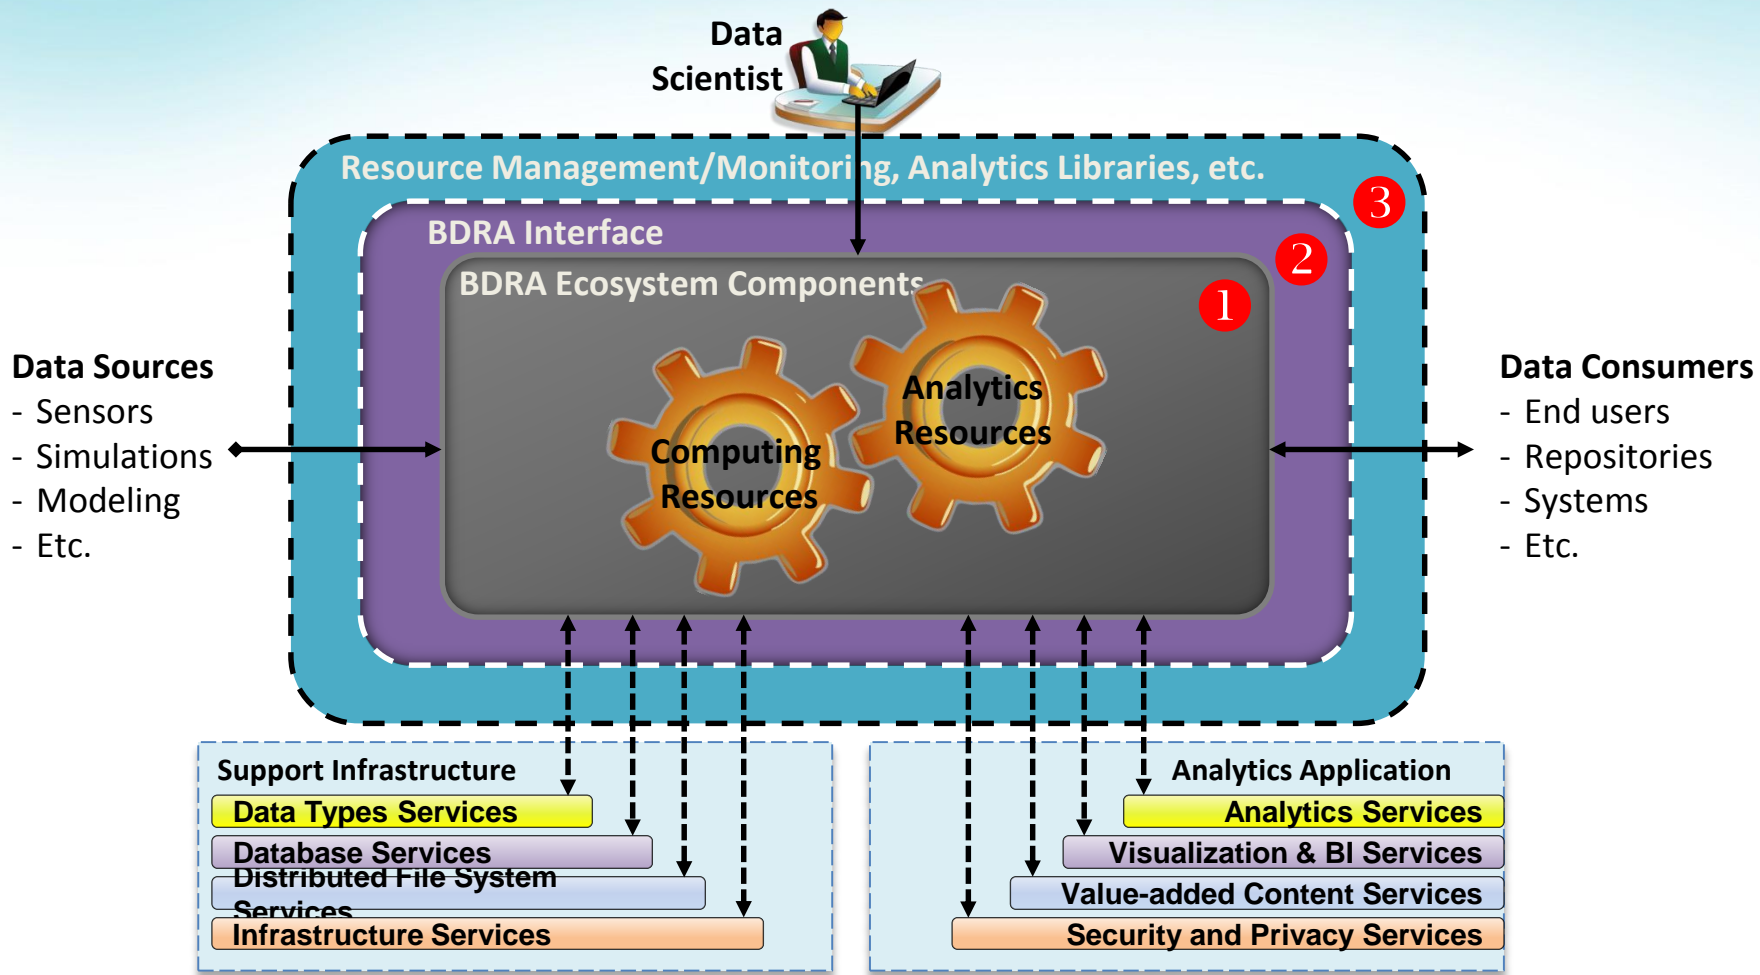 Data
Scientist
Resource Management/Monitoring, Analytics Libraries, etc.
3
BDRA Interface
2
BDRA Ecosystem Components
1
Analytics
Resources
Computing
Resources
Data Sources
- Sensors
- Simulations
- Modeling
- Etc.
Data Consumers
- End users
- Repositories
- Systems
- Etc.
Support Infrastructure
Data Types Services
Database Services
Distributed File System
Services
Infrastructure Services
Analytics Application
Analytics Services
Visualization & BI Services
Value-added Content Services
Security and Privacy Services